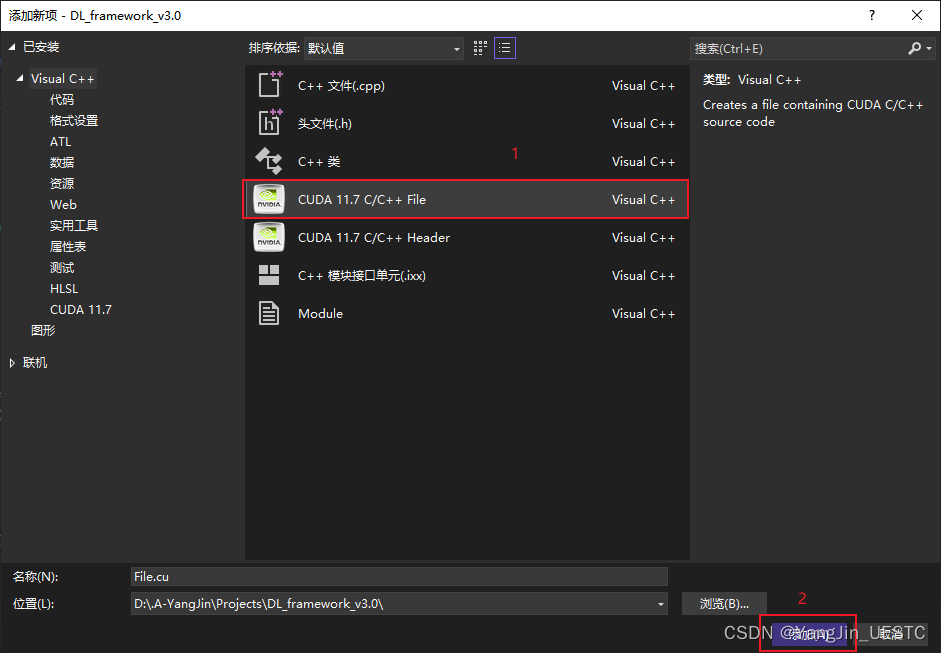 添加新项 - DL_framework_v3.0
已安装
排序依据: 默认值
搜索(Ctrl+E)
Visual C++
代码
格式设置
ATL
数据
资源
Web
实用工具
属性表
测试
HLSL
CUDA 11.7
图形
联机
C++ 文件(.cpp) Visual C++
头文件(.h) Visual C++
C++ 类 Visual C++
1
CUDA 11.7 C/C++ File Visual C++
CUDA 11.7 C/C++ Header Visual C++
C++ 模块接口单元(.ixx) Visual C++
Module Visual C++
类型: Visual C++
Creates a file containing CUDA C/C++
source code
名称(N): File.cu
位置(L): D:\.A-YangJin\Projects\DL_framework_v3.0\
浏览(B)...
2
添加(A)
取消
CSDN @YangJin_UESTC